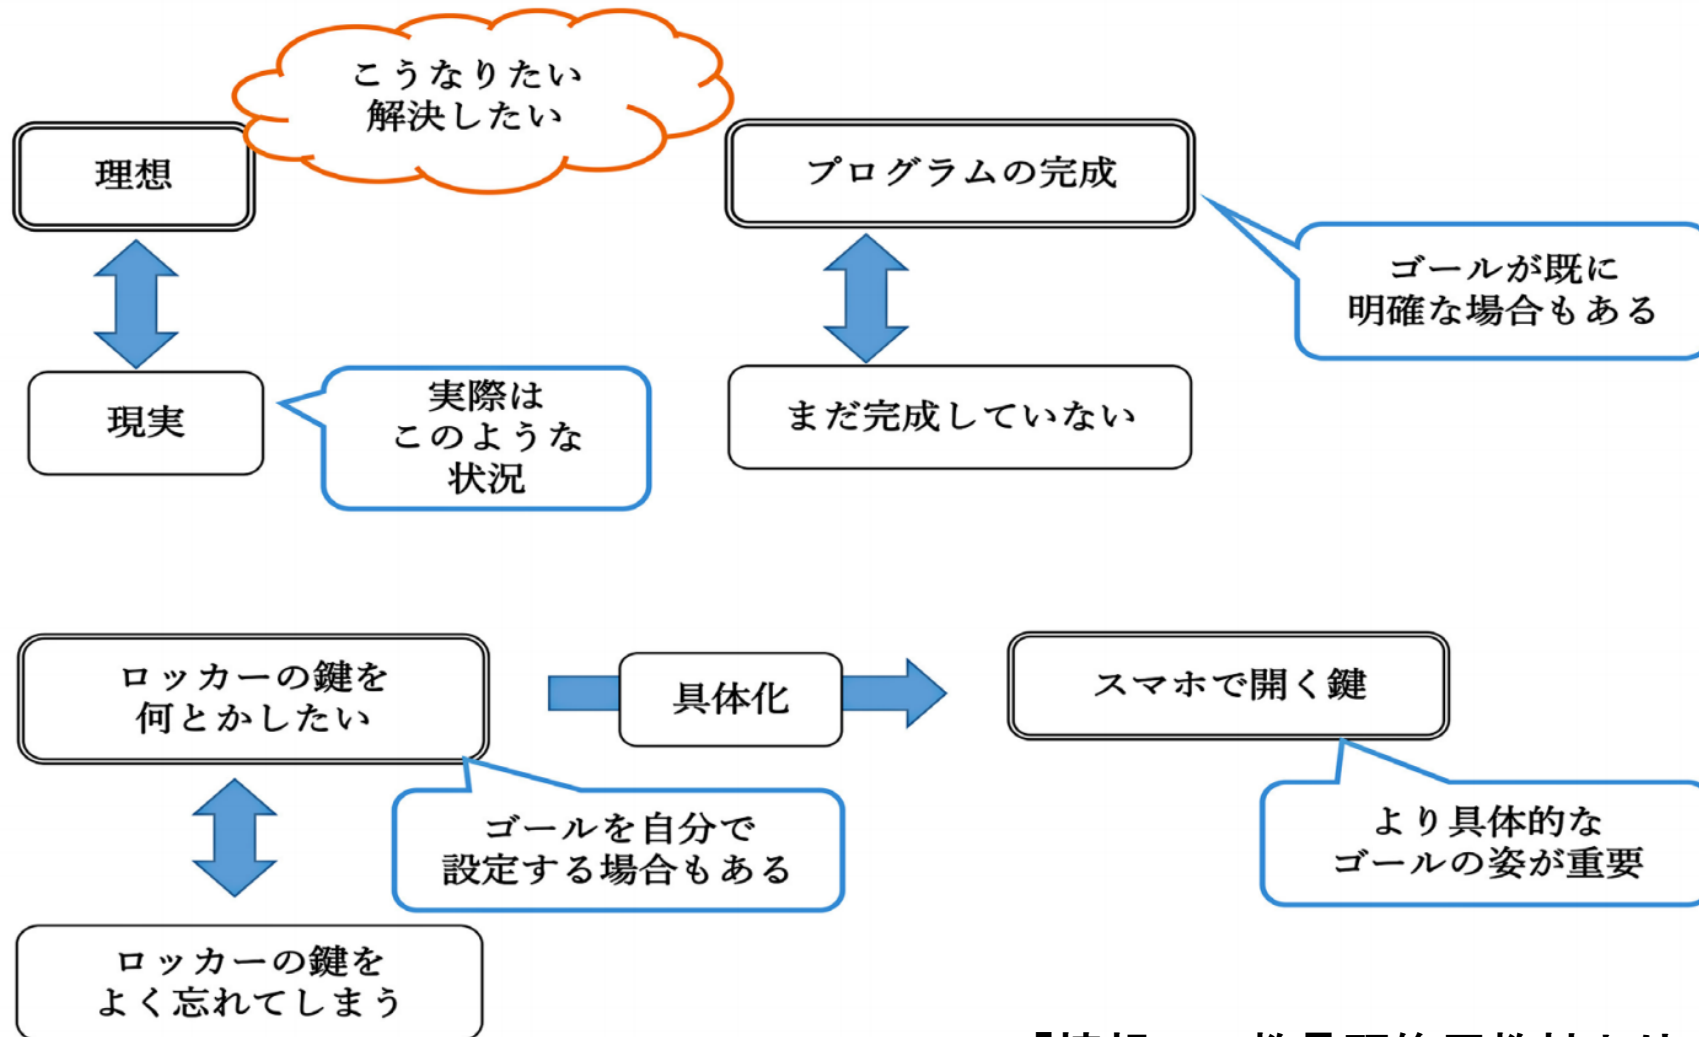 こうなりたい
解決したい
理想
プログラムの完成
ゴールが既に
明確な場合もある
現実
実際は
このような
状況
まだ完成していない
ロッカーの鍵を
何とかしたい
具体化
スマホで開く鍵
ゴールを自分で
設定する場合もある
より具体的な
ゴールの姿が重要
ロッカーの鍵を
よく忘れてしまう